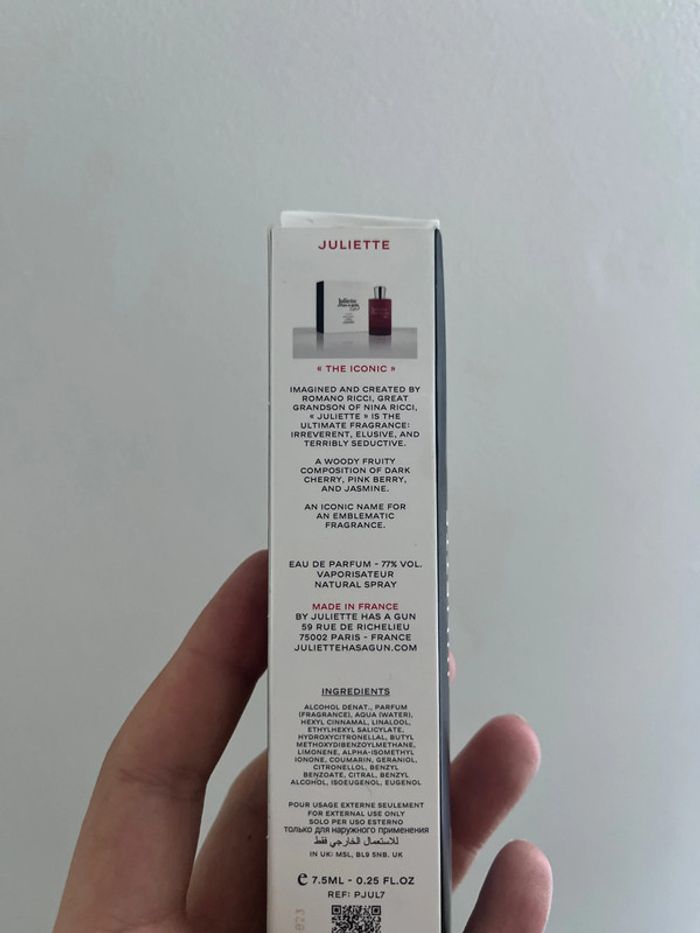 JULIETTE
Juliette
has a gun
« THE ICONIC »
IMAGINED AND CREATED BY
ROMANO RICCI, GREAT
GRANDSON OF NINA RICCI,
« JULIETTE » IS THE
ULTIMATE FRAGRANCE:
IRREVERENT, ELUSIVE, AND
TERRIBLY SEDUCTIVE.
A WOODY FRUITY
COMPOSITION OF DARK
CHERRY, PINK BERRY,
AND JASMINE.
AN ICONIC NAME FOR
AN EMBLEMATIC
FRAGRANCE.
EAU DE PARFUM - 77% VOL.
VAPORISATEUR
NATURAL SPRAY
MADE IN FRANCE
BY JULIETTE HAS A GUN
59 RUE DE RICHELIEU
75002 PARIS - FRANCE
JULIETTEHASAGUN.COM
INGREDIENTS
ALCOHOL DENAT., PARFUM
(FRAGRANCE), AQUA (WATER),
HEXYL CINNAMAL, LINALOOL,
ETHYLHEXYL SALICYLATE,
HYDROXYCITRONELLAL, BUTYL
METHOXYDIBENZOYLMETHANE,
LIMONENE, ALPHA-ISOMETHYL
IONONE, COUMARIN, GERANIOL,
CITRONELLOL, BENZYL
BENZOATE, CITRAL, BENZYL
ALCOHOL, ISOEUGENOL, EUGENOL
POUR USAGE EXTERNE SEULEMENT
FOR EXTERNAL USE ONLY
SOLO PER USO ESTERNO
только для наружного применения
للاستعمال الخارجي فقط
IN UK: MSL, BL9 5NB. UK
e 7.5ML - 0.25 FL.OZ
REF: PJUL7